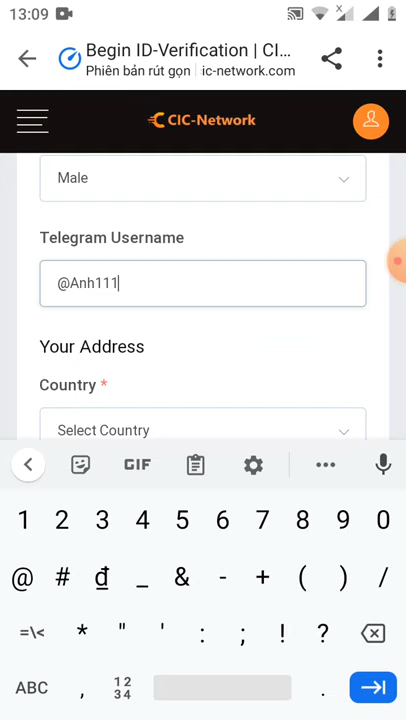 13:09
Begin ID-Verification | CI...
Phiên bản rút gọn | ic-network.com
CIC-Network
Male
Telegram Username
@Anh111
Your Address
Country *
Select Country
GIF
1 2 3 4 5 6 7 8 9 0
@ # ₫ _ & - + ( ) /
=\< * " ' : ; ! ?
ABC , 12 34 .